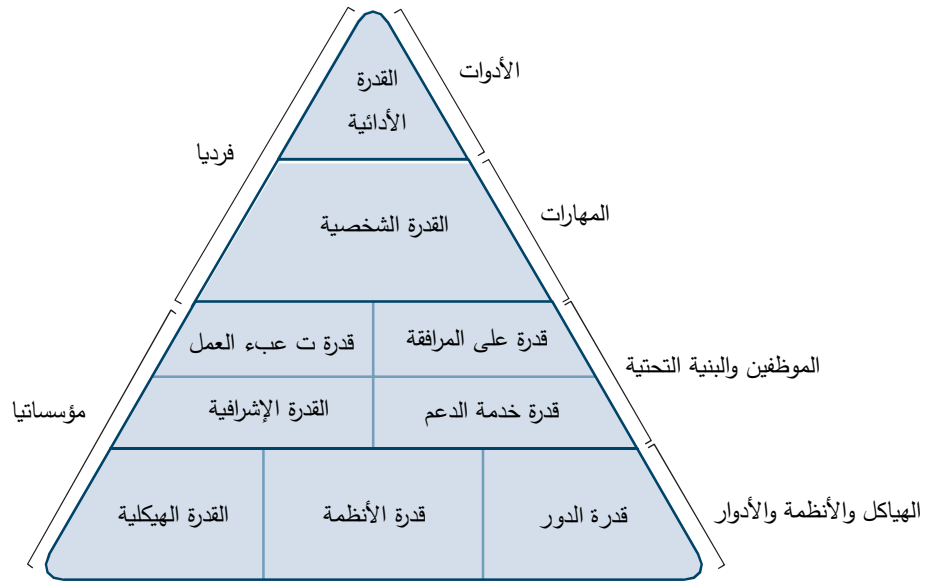 القدرة
الأدائية
الأدوات
فرديا
القدرة الشخصية
المهارات
قدرة على المرافقة
قدرة ت عبء العمل
الموظفين والبنية التحتية
قدرة خدمة الدعم
القدرة الإشرافية
مؤسساتيا
الهياكل والأنظمة والأدوار
قدرة الدور
قدرة الأنظمة
القدرة الهيكلية